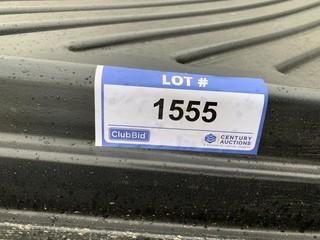 LOT #
1555
ClubBid
CENTURY
AUCTIONS